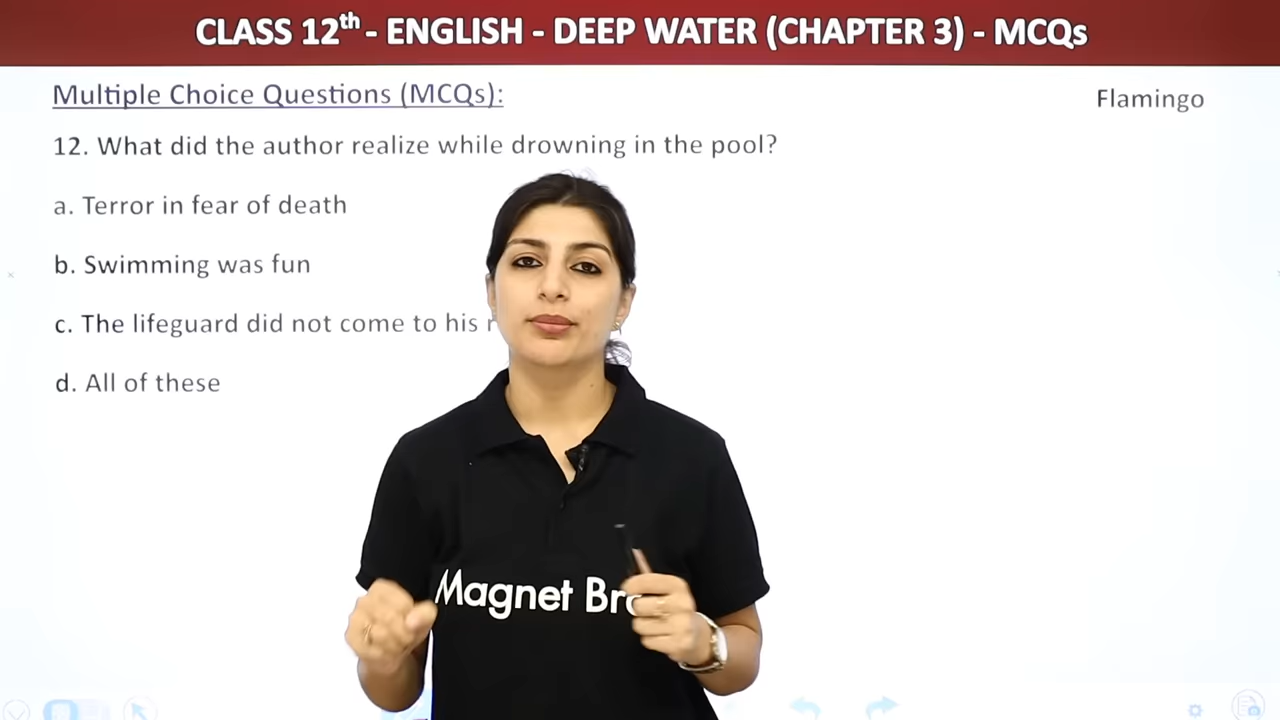 CLASS 12th - ENGLISH - DEEP WATER (CHAPTER 3) - MCQs
Multiple Choice Questions (MCQs):
Flamingo
12. What did the author realize while drowning in the pool?
a. Terror in fear of death
b. Swimming was fun
c. The lifeguard did not come to his
d. All of these
Magnet